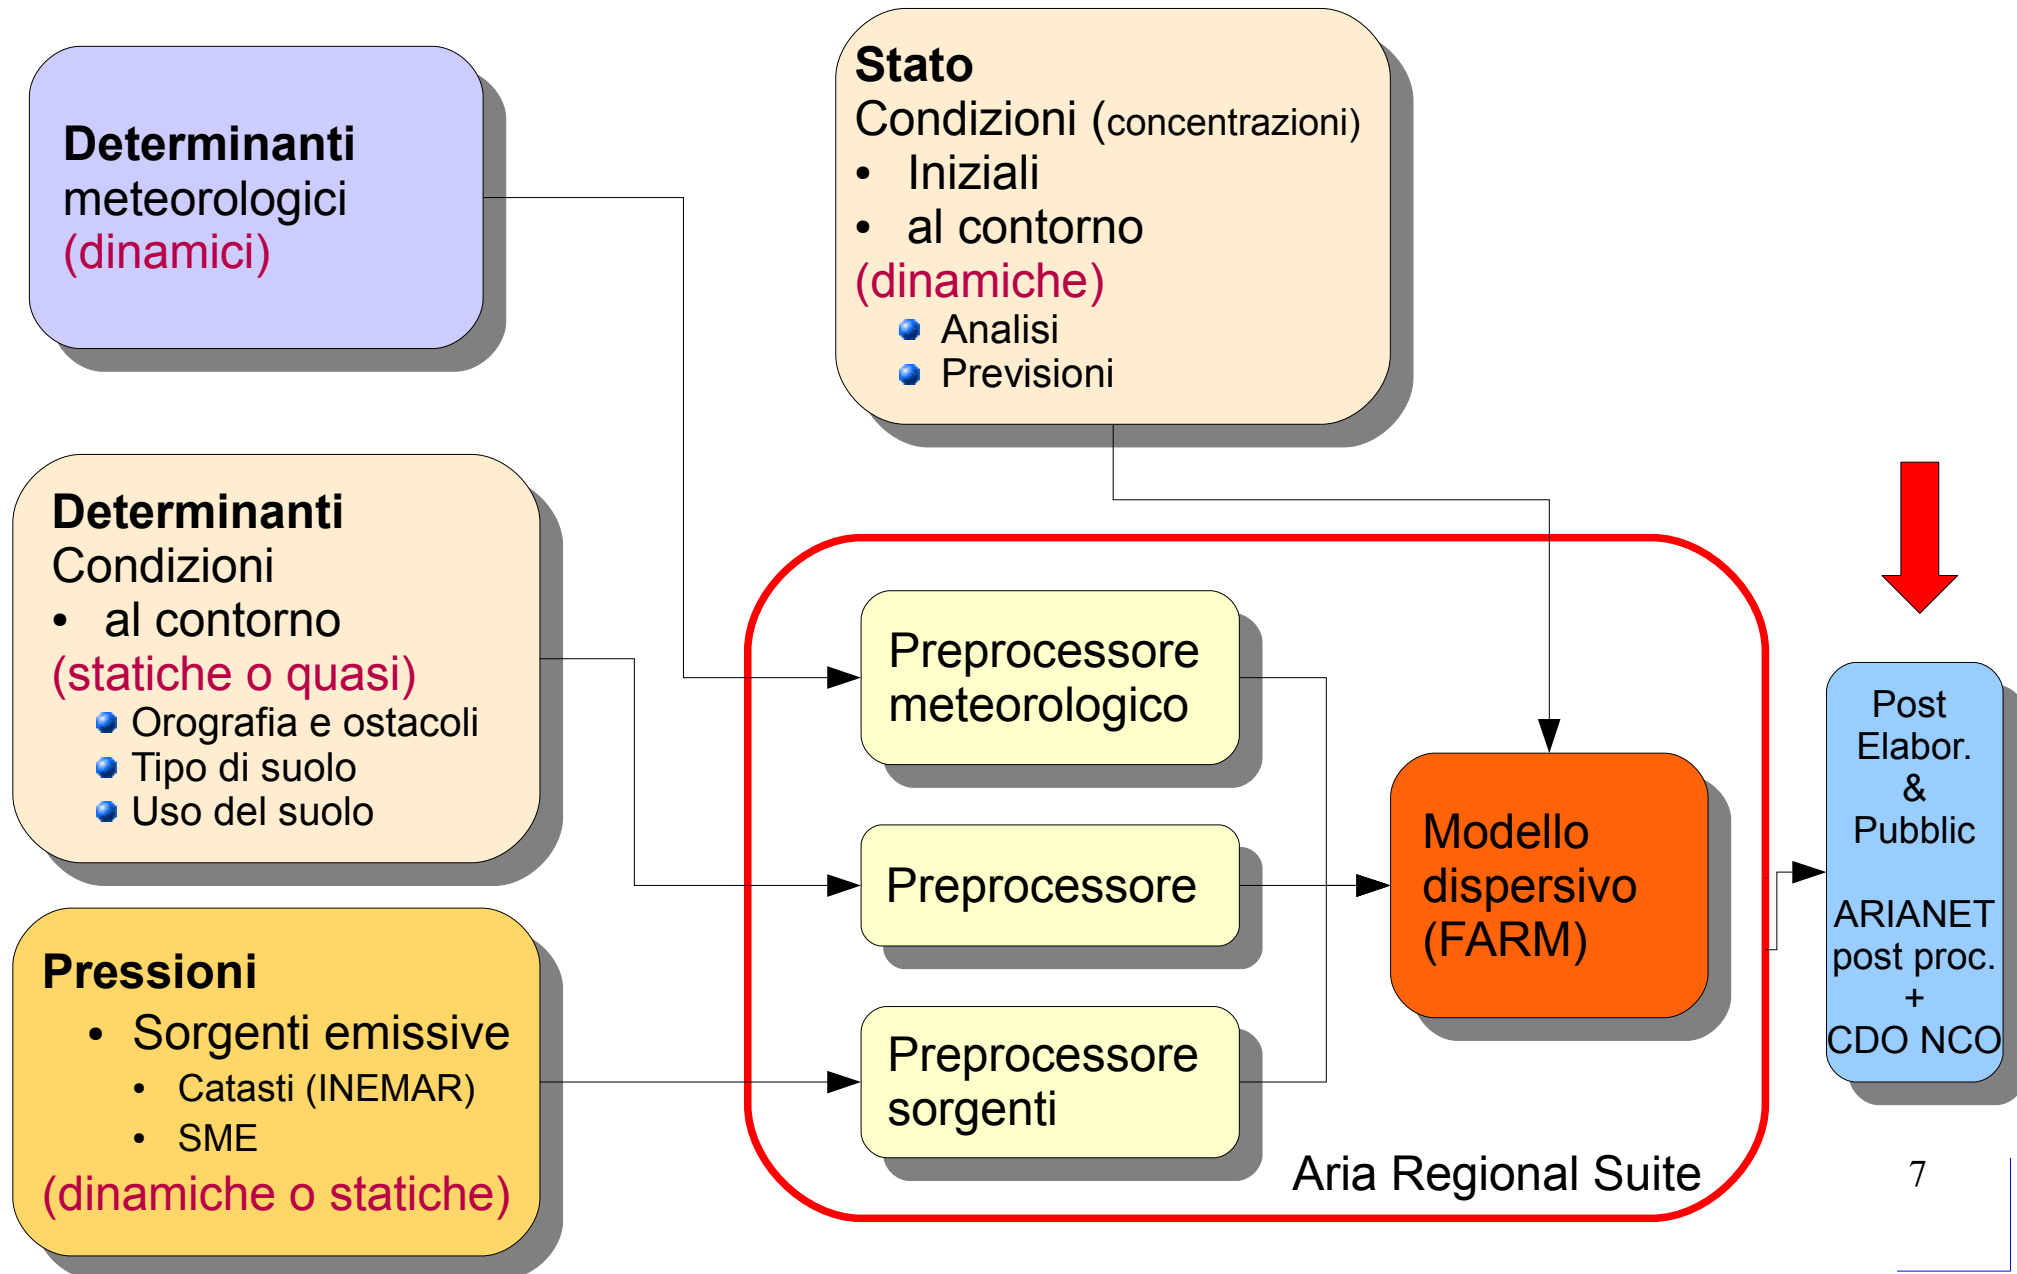 Determinanti
meteorologici
(dinamici)
Stato
Condizioni (concentrazioni)
• Iniziali
• al contorno
(dinamiche)
Analisi
Previsioni
Determinanti
Condizioni
• al contorno
(statiche o quasi)
Orografia e ostacoli
Tipo di suolo
Uso del suolo
Pressioni
• Sorgenti emissive
• Catasti (INEMAR)
• SME
(dinamiche o statiche)
Preprocessore
meteorologico
Preprocessore
Preprocessore
sorgenti
Modello
dispersivo
(FARM)
Aria Regional Suite
Post
Elabor.
&
Pubblic
ARIANET
post proc.
+
CDO NCO
7